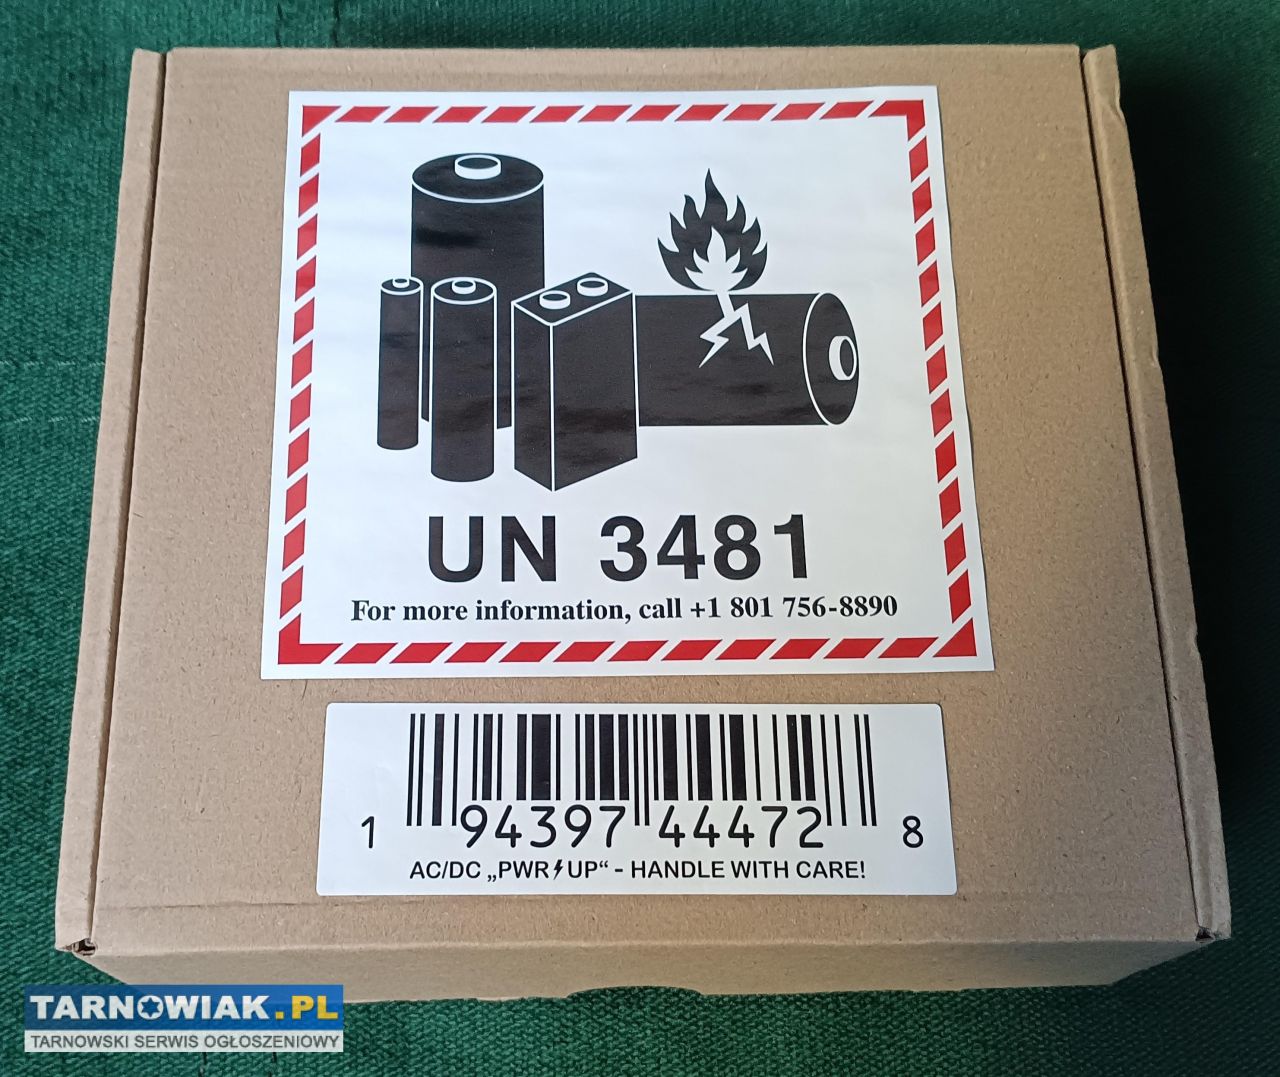 UN 3481
For more information, call +1 801 756-8890
1 94397 44472 8
AC/DC „PWR⚡UP“ - HANDLE WITH CARE!
TARNOWIAK.PL
TARNOWSKI SERWIS OGŁOSZENIOWY